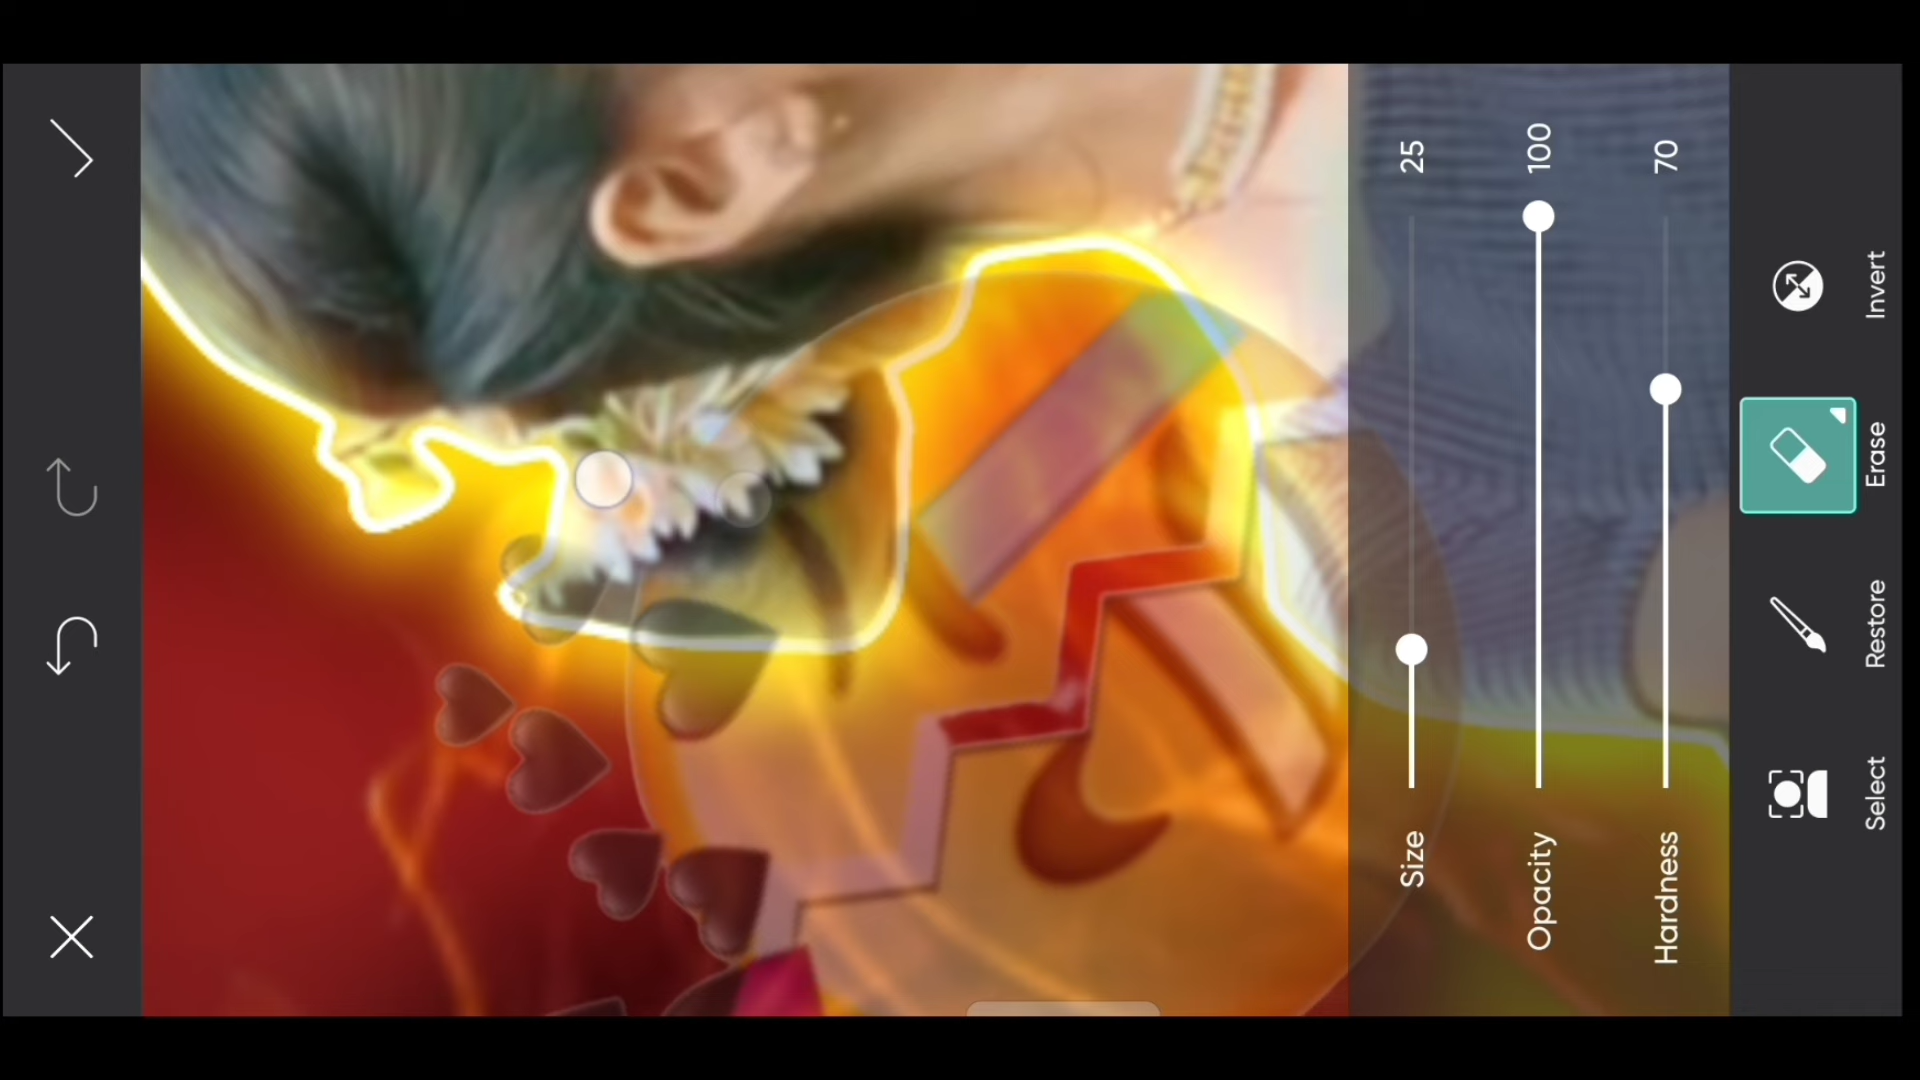 25
Size
100
Opacity
70
Hardness
Invert
Erase
Restore
Select